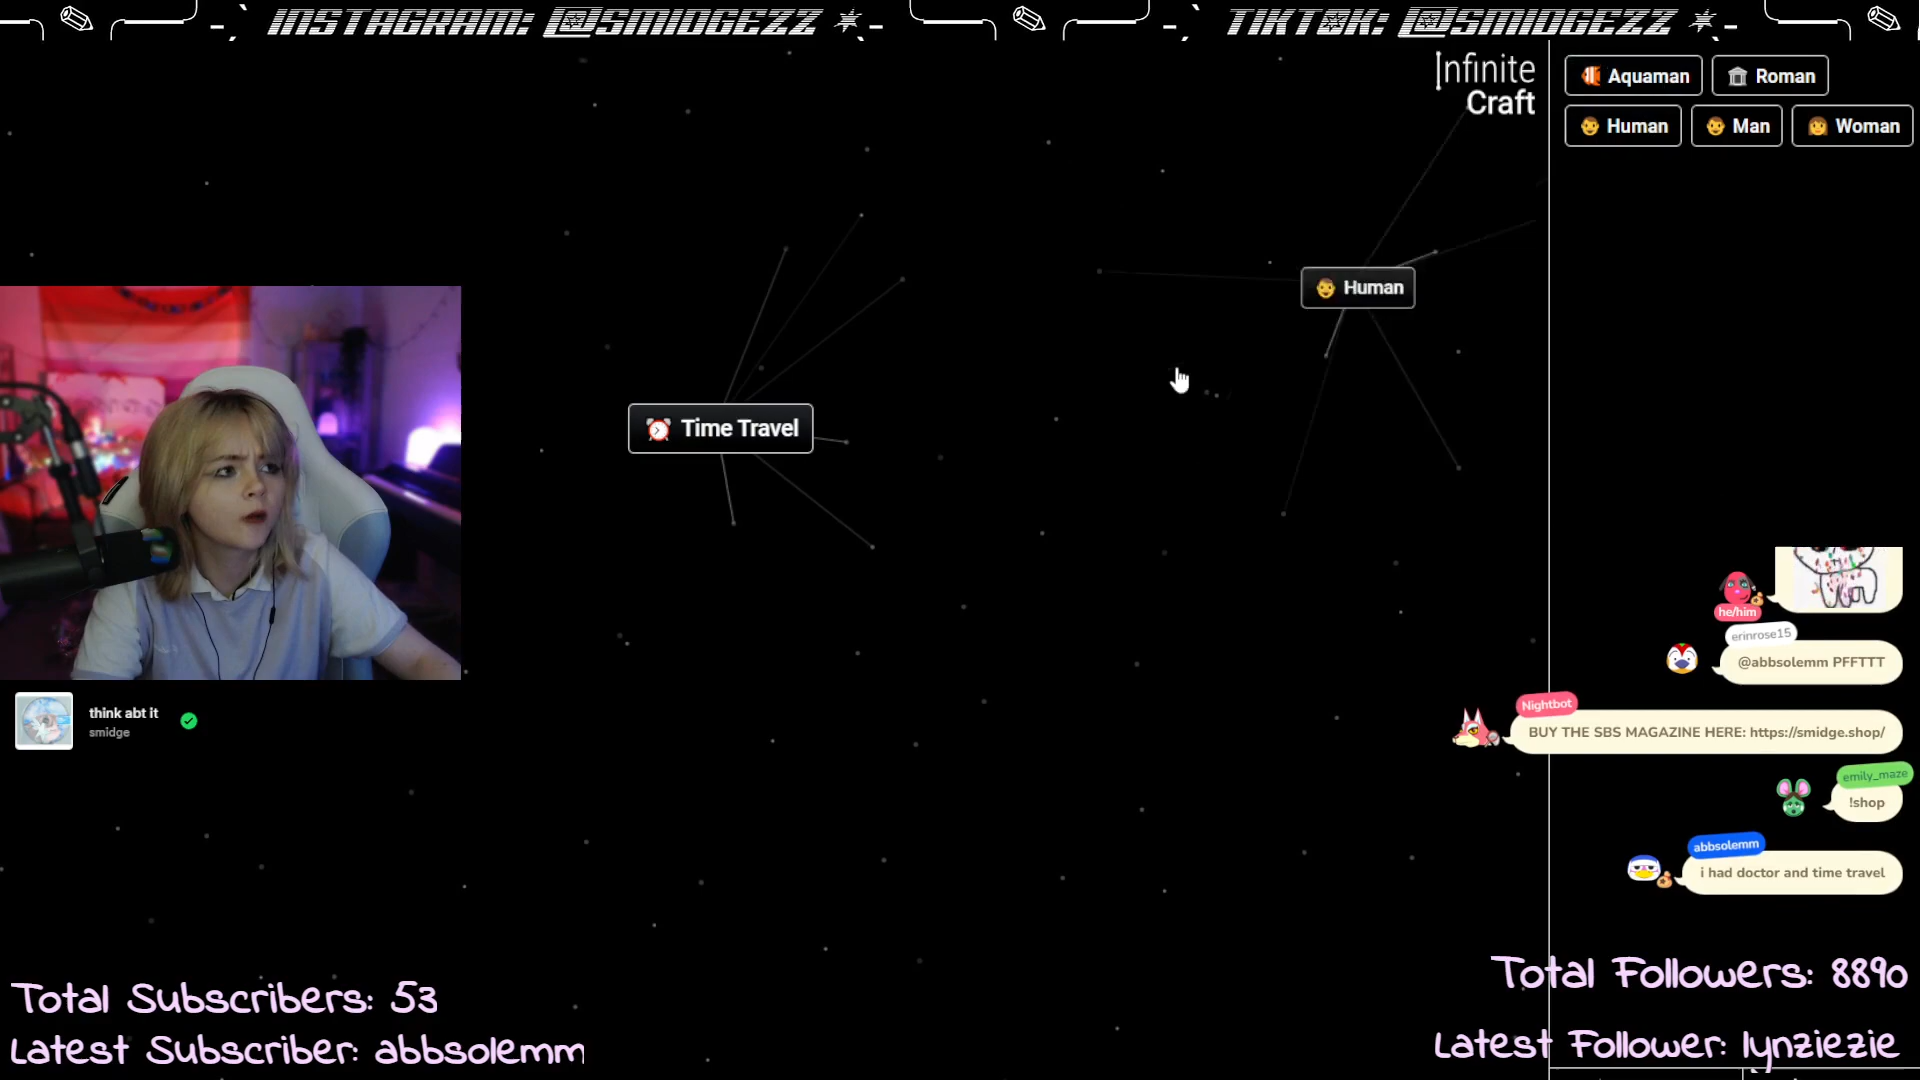 INSTAGRAM: @SMIDGEZZ
TIKTOK: @SMIDGEZZ
Infinite
Craft
Aquaman
Roman
Human
Man
Woman
Human
Time Travel
he/him
erinrose15
@abbsolemm PFFTTT
Nightbot
BUY THE SBS MAGAZINE HERE: https://smidge.shop/
emily_maze
!shop
abbsolemm
i had doctor and time travel
think abt it
smidge
Total Subscribers: 53
Latest Subscriber: abbsolemm
Total Followers: 8890
Latest Follower: lynziezie